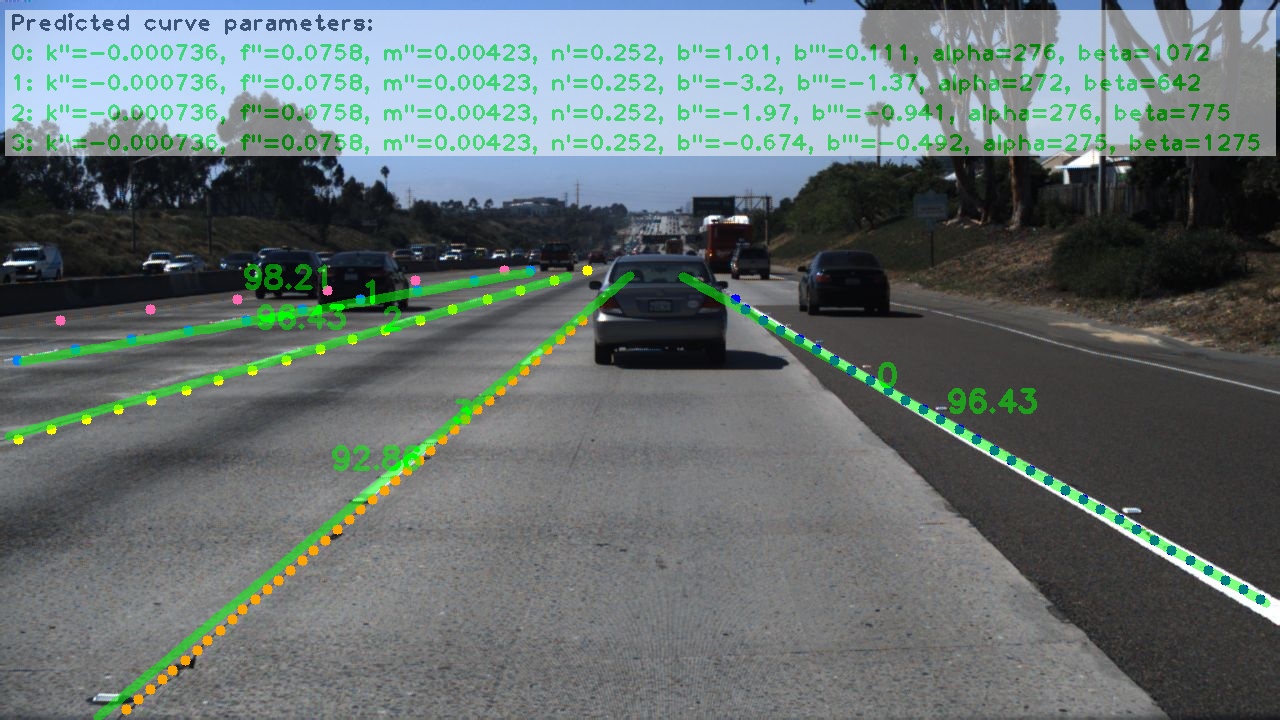 Predicted curve parameters:
0: k''=-0.000736, f''=0.0758, m''=0.00423, n'=0.252, b''=1.01, b'''=0.111, alpha=276, beta=1072
1: k''=-0.000736, f''=0.0758, m''=0.00423, n'=0.252, b''=-3.2, b'''=-1.37, alpha=272, beta=642
2: k''=-0.000736, f''=0.0758, m''=0.00423, n'=0.252, b''=-1.97, b'''=-0.941, alpha=276, beta=775
3: k''=-0.000736, f''=0.0758, m''=0.00423, n'=0.252, b''=-0.674, b'''=-0.492, alpha=275, beta=1275
98.21
1
96.43
2
0
96.43
3
92.86